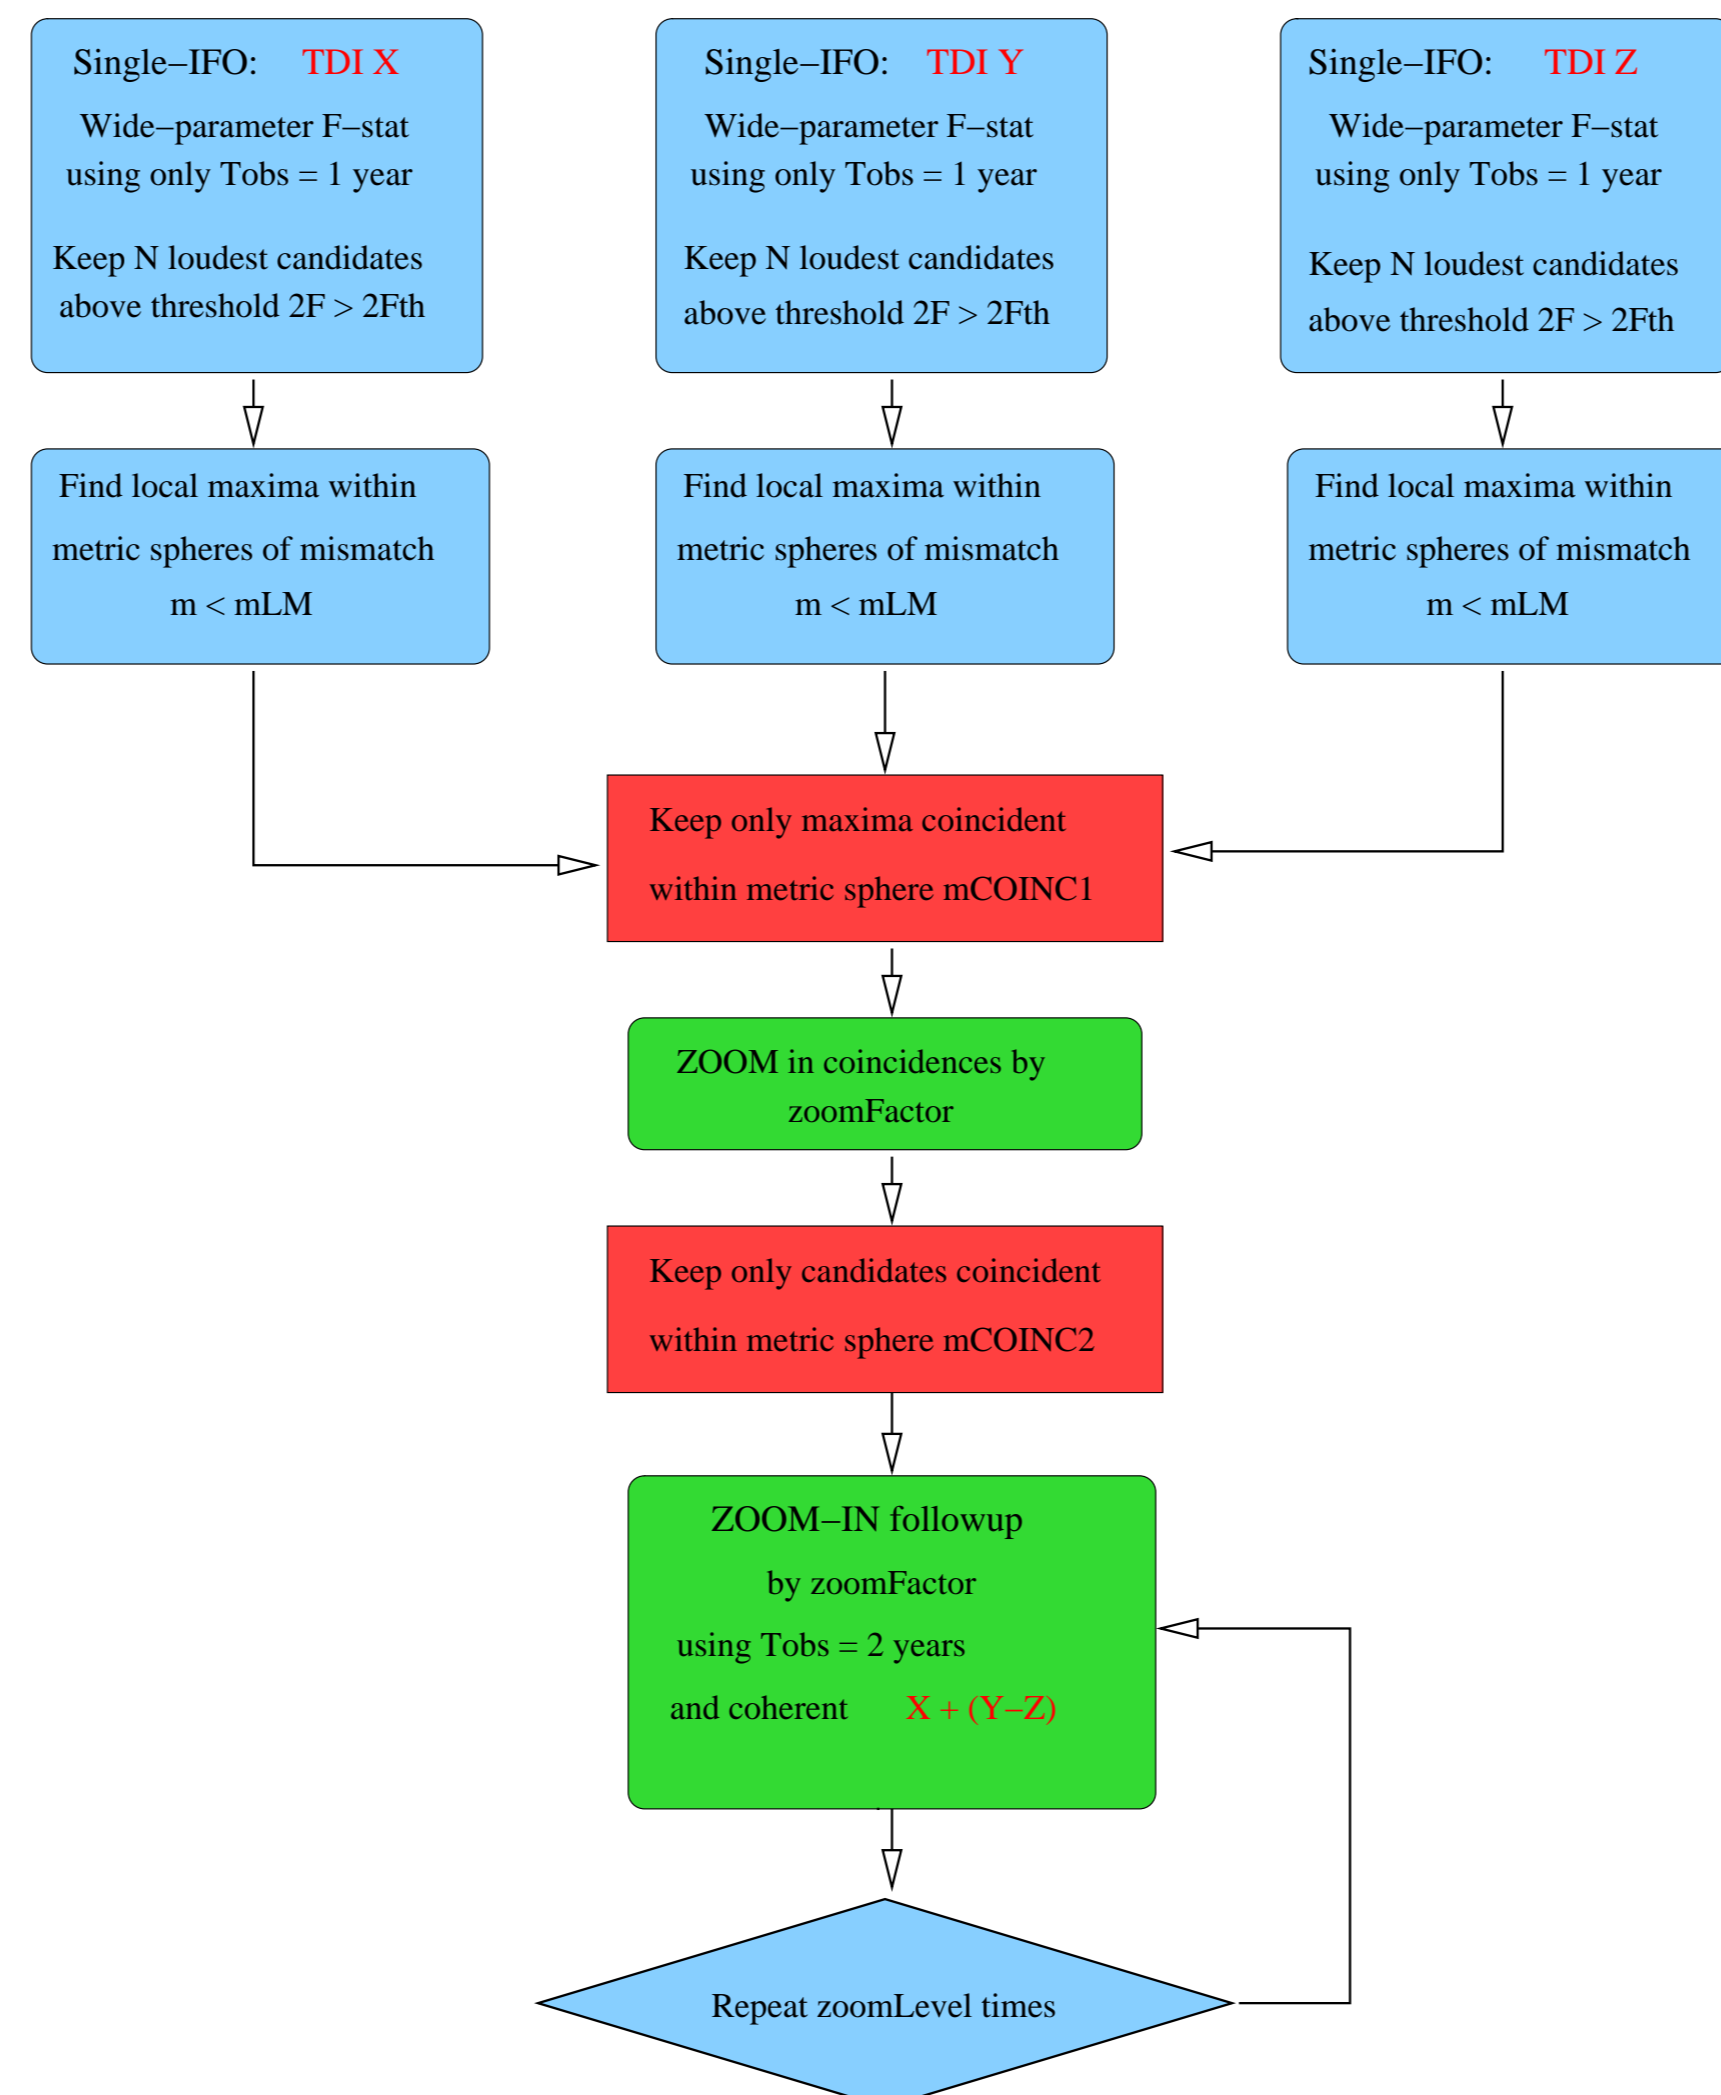 Single−IFO: TDI X
Wide−parameter F−stat
using only Tobs = 1 year
Keep N loudest candidates
above threshold 2F > 2Fth
Single−IFO: TDI Y
Wide−parameter F−stat
using only Tobs = 1 year
Keep N loudest candidates
above threshold 2F > 2Fth
Single−IFO: TDI Z
Wide−parameter F−stat
using only Tobs = 1 year
Keep N loudest candidates
above threshold 2F > 2Fth
Find local maxima within
metric spheres of mismatch
m < mLM
Find local maxima within
metric spheres of mismatch
m < mLM
Find local maxima within
metric spheres of mismatch
m < mLM
Keep only maxima coincident
within metric sphere mCOINC1
ZOOM in coincidences by
zoomFactor
Keep only candidates coincident
within metric sphere mCOINC2
ZOOM−IN followup
by zoomFactor
using Tobs = 2 years
and coherent X + (Y−Z)
Repeat zoomLevel times